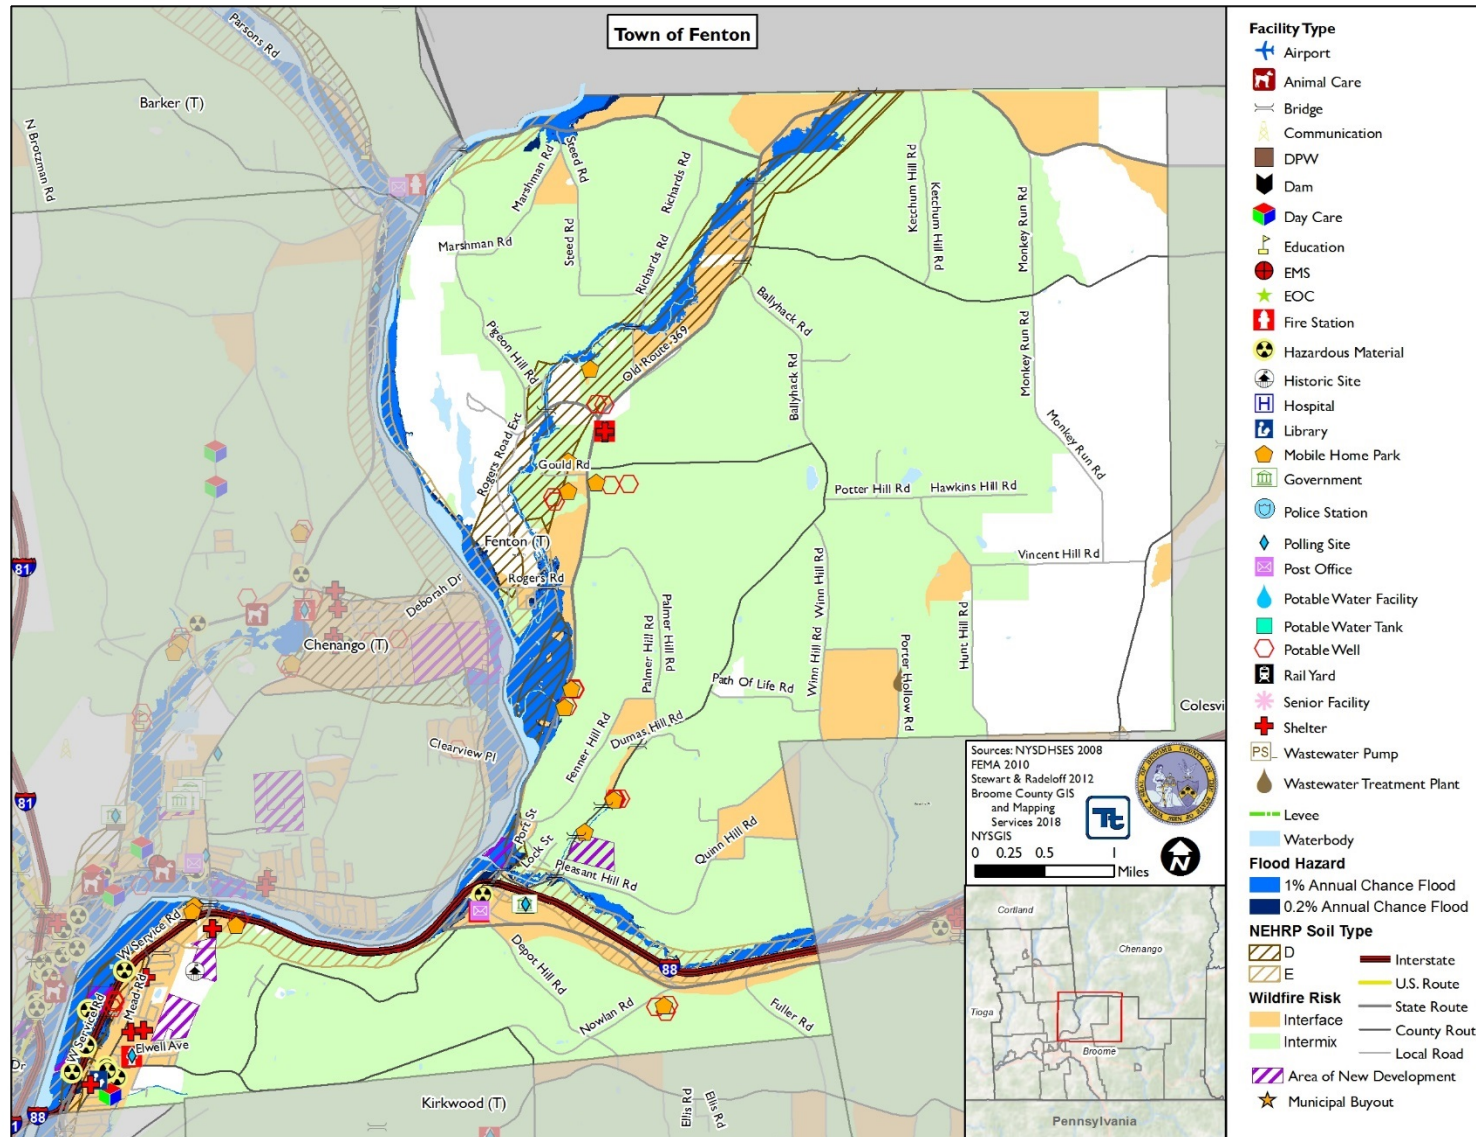 Town of Fenton
Parsons Rd
Barker (T)
N Brotzman Rd
Marshman Rd
Steed Rd
Richards Rd
Ketchum Hill Rd
Ketchum Hill Rd
Monkey Run Rd
Marshman Rd
Steed Rd
Richards Rd
Ballyhack Rd
Monkey Run Rd
Pigeon Hill Rd
Old Route 369
Ballyhack Rd
Monkey Run Rd
Rogers Road Ext
Gould Rd
Potter Hill Rd
Hawkins Hill Rd
Fenton (T)
Vincent Hill Rd
81
Deborah Dr
Rogers Rd
Winn Hill Rd
Palmer Hill Rd
Palmer Hill Rd
Chenango (T)
Winn Hill Rd
Porter Hollow Rd
Hunt Hill Rd
Path Of Life Rd
Colesvi
Dumas Hill Rd
Fenner Hill Rd
Clearview Pl
81
Port St
Lock St
Quinn Hill Rd
Pleasant Hill Rd
W Service Rd
Depot Hill Rd
88
Mead Rd
W Service Rd
Nowlan Rd
Fuller Rd
Elwell Ave
Dr
Kirkwood (T)
Ellis Rd
Ellis Rd
1
88
Sources: NYSDHSES 2008
FEMA 2010
Stewart & Radeloff 2012
Broome County GIS
and Mapping
Services 2018
NYSGIS
0 0.25 0.5 1
Miles
Tt
N
Cortland
Chenango
Tioga
Broome
Pennsylvania
Facility Type
Airport
Animal Care
Bridge
Communication
DPW
Dam
Day Care
Education
EMS
EOC
Fire Station
Hazardous Material
Historic Site
H Hospital
Library
Mobile Home Park
Government
Police Station
Polling Site
Post Office
Potable Water Facility
Potable Water Tank
Potable Well
Rail Yard
Senior Facility
Shelter
PS Wastewater Pump
Wastewater Treatment Plant
Levee
Waterbody
Flood Hazard
1% Annual Chance Flood
0.2% Annual Chance Flood
NEHRP Soil Type
D
E
Wildfire Risk
Interface
Intermix
Interstate
U.S. Route
State Route
County Rout
Local Road
Area of New Development
Municipal Buyout